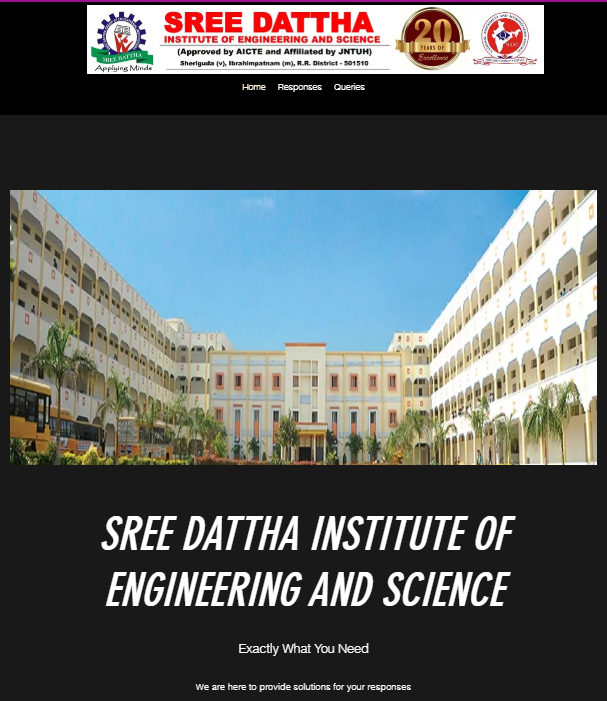 SREE DATTHA
INSTITUTE OF ENGINEERING AND SCIENCE
(Approved by AICTE and Affiliated by JNTUH)
Sheriguda (v), Ibrahimpatnam (m), R.R. District - 501510
SREE DATTHA
Applying Minds
20
YEARS OF
Excellence
NAAC
Home Responses Queries
SREE DATTHA INSTITUTE OF
ENGINEERING AND SCIENCE
Exactly What You Need
We are here to provide solutions for your responses